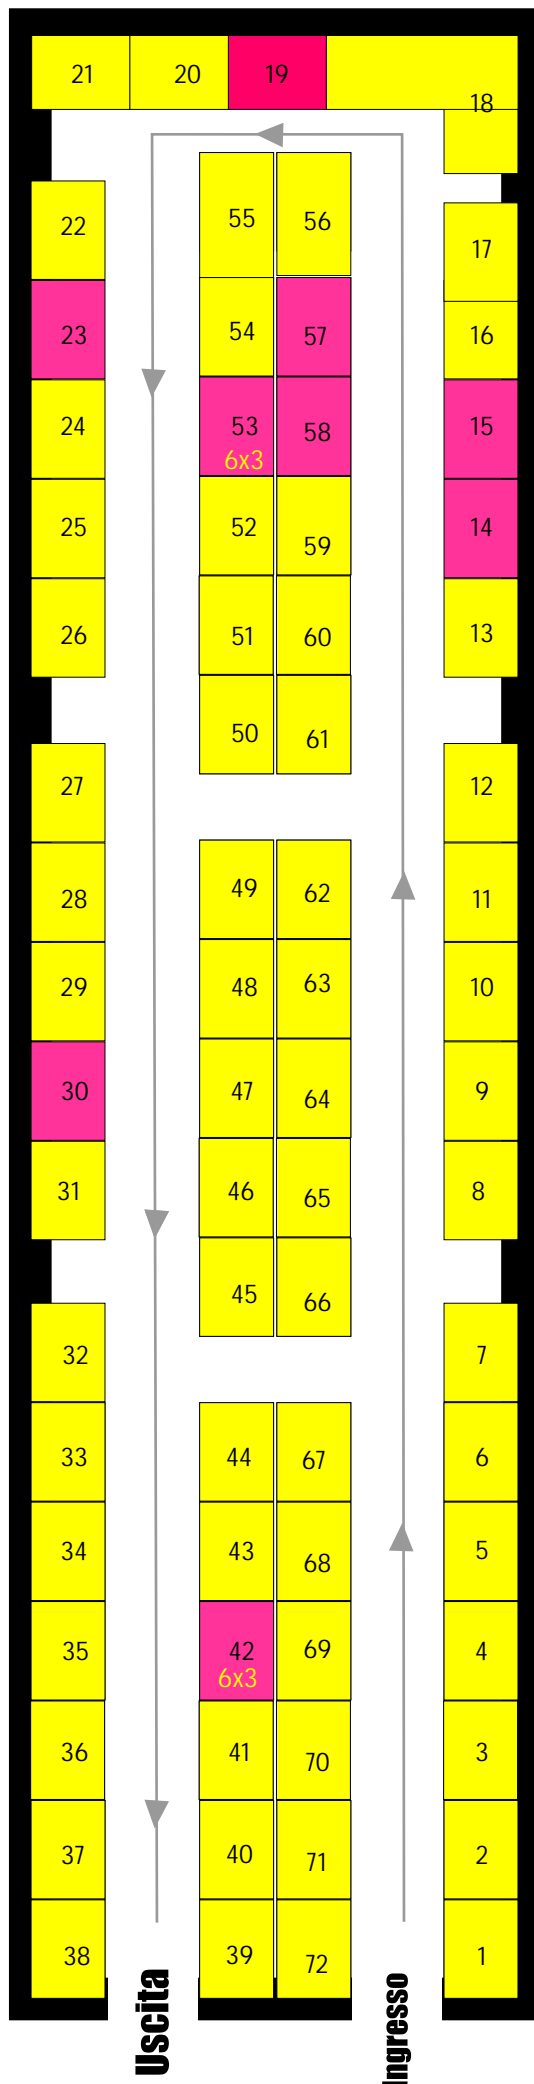 21 20 19
18
22 55 56 17
23 54 57 16
24 53 58 15
6x3
25 52 59 14
26 51 60 13
50 61
27 12
28 49 62 11
29 48 63 10
30 47 64 9
31 46 65 8
45 66
32 7
33 44 67 6
34 43 68 5
35 42 69 4
6x3
36 41 70 3
37 40 71 2
38 39 72 1
Uscita
Ingresso